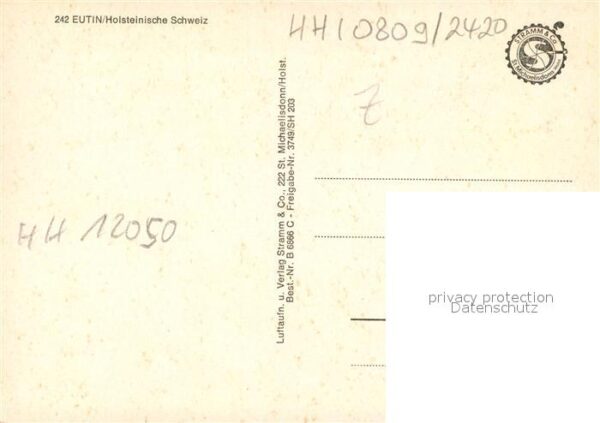 242 EUTIN/Holsteinische Schweiz
HH10809/2420
STRAMM & Co.
St. Michaelisdonn
Z
HH 12050
Luftaufn. u. Verlag Stramm & Co., 222 St. Michaelisdonn/Holst.
Best.-Nr. B 6666 C - Freigabe-Nr. 3749/SH 203
privacy protection
Datenschutz